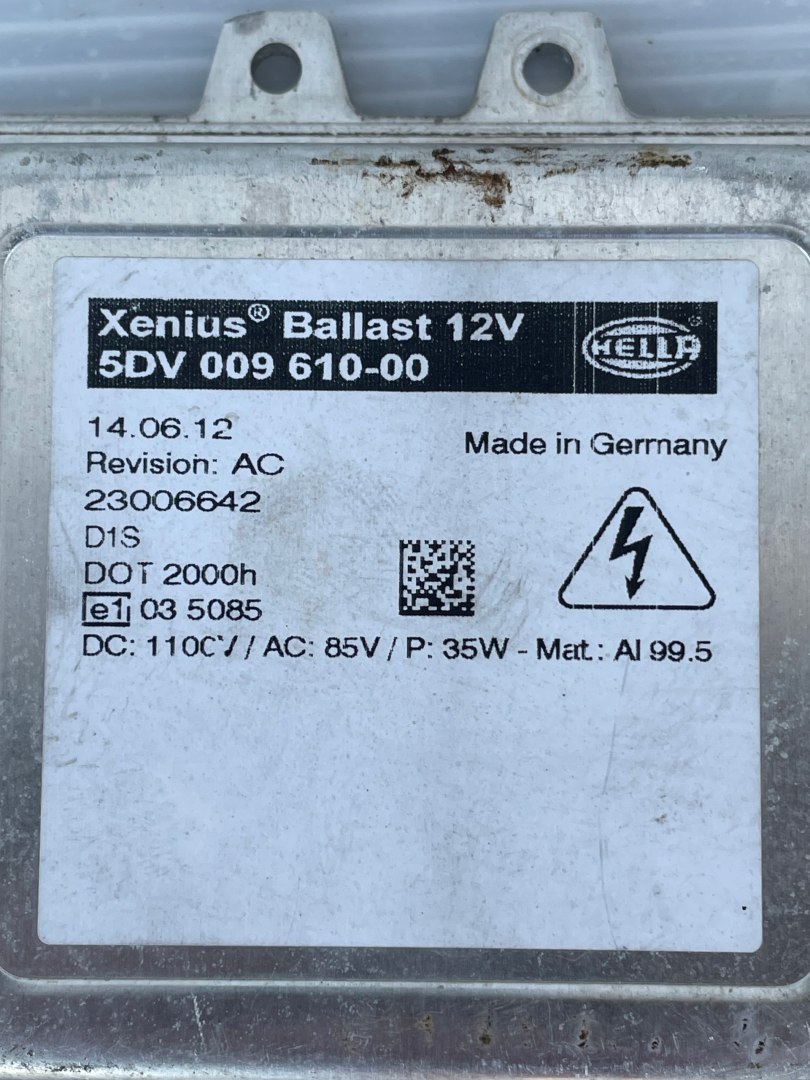 Xenius® Ballast 12V
5DV 009 610-00
HELLA
14.06.12
Revision: AC
Made in Germany
23006642
D1S
DOT 2000h
e1 03 5085
DC: 1100V / AC: 85V / P: 35W - Mat.: Al 99.5